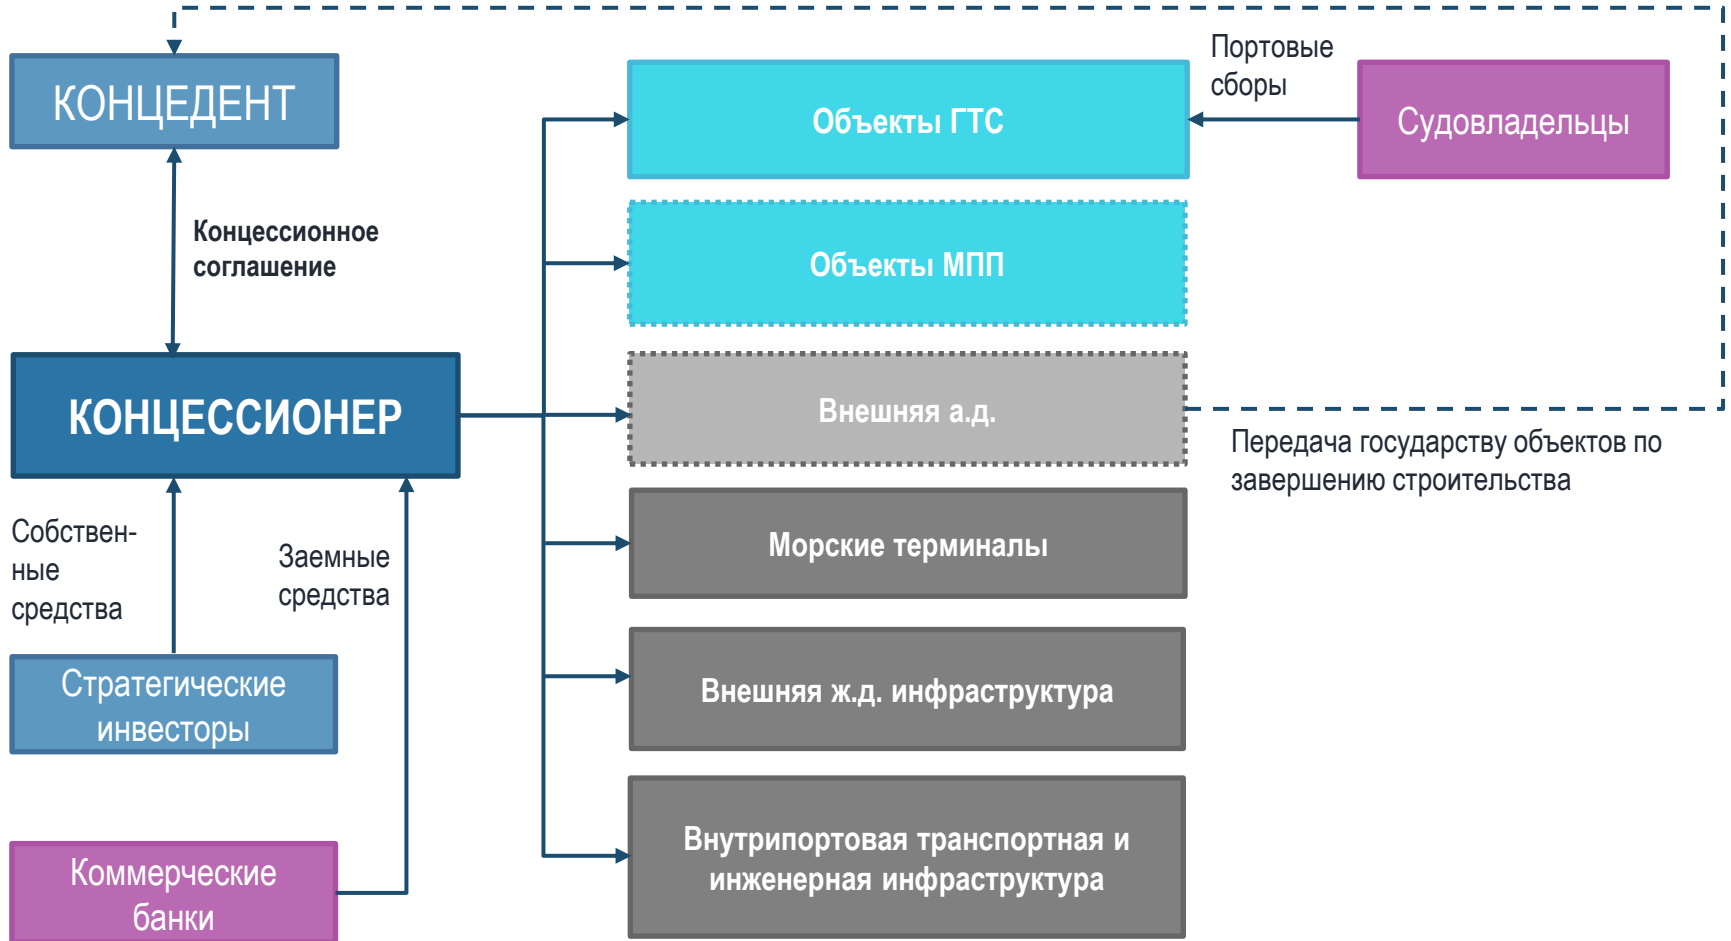 КОНЦЕДЕНТ
Концессионное
соглашение
КОНЦЕССИОНЕР
Собствен-
ные
средства
Заемные
средства
Стратегические
инвесторы
Коммерческие
банки
Объекты ГТС
Объекты МПП
Внешняя а.д.
Морские терминалы
Внешняя ж.д. инфраструктура
Внутрипортовая транспортная и
инженерная инфраструктура
Портовые
сборы
Судовладельцы
Передача государству объектов по
завершению строительства